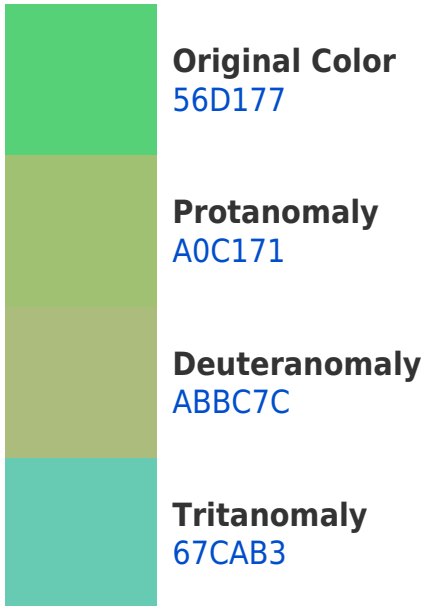 Original Color
56D177
Protanomaly
A0C171
Deuteranomaly
ABBC7C
Tritanomaly
67CAB3